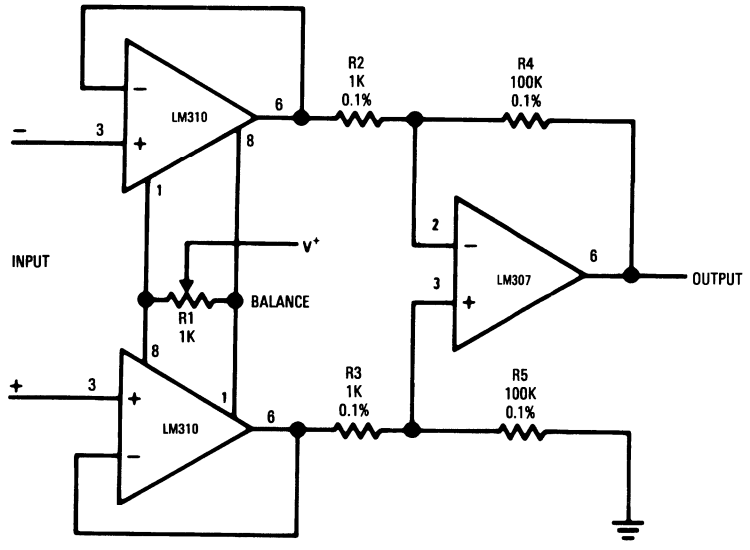 6
R2
1K
0.1%
R4
100K
0.1%
−
LM310
−
3
+
8
1
2
−
6
V+
INPUT
LM307
OUTPUT
3
+
BALANCE
R1
1K
8
+
3
+
1
6
R3
1K
0.1%
R5
100K
0.1%
LM310
−